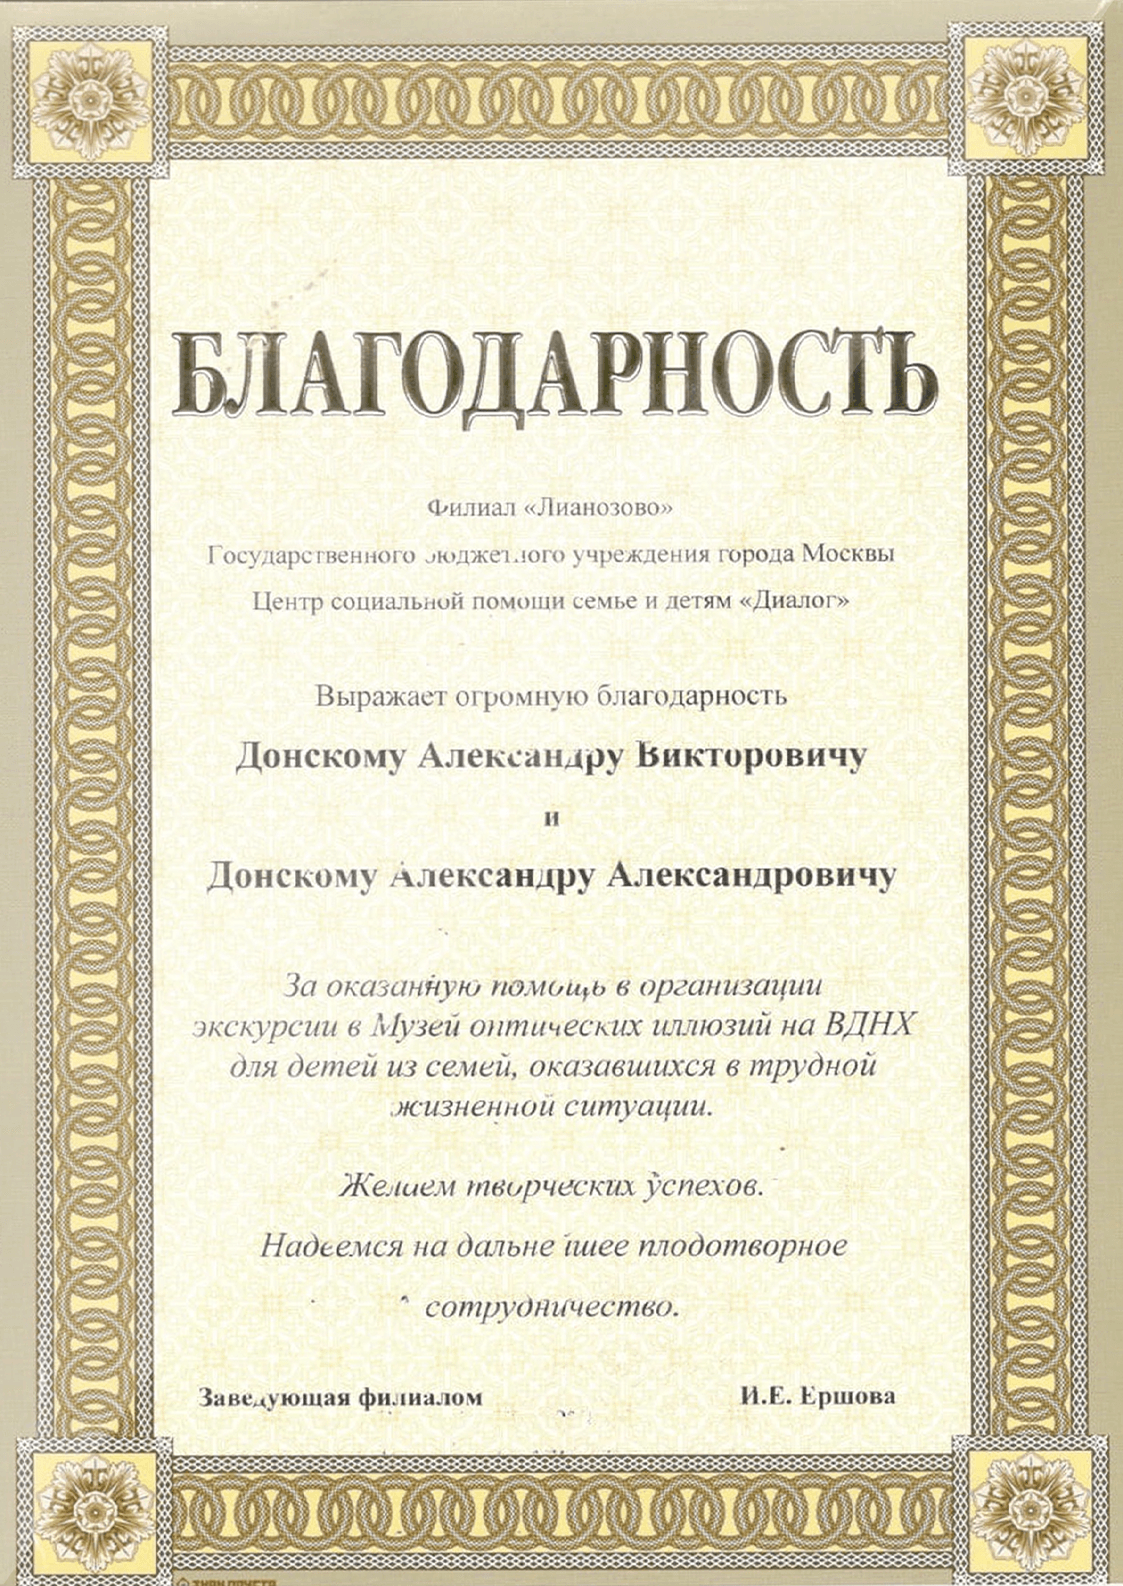 БЛАГОДАРНОСТЬ
Филиал «Лианозово»
Государственного бюджетного учреждения города Москвы
Центр социальной помощи семье и детям «Диалог»
Выражает огромную благодарность
Донскому Александру Викторовичу
и
Донскому Александру Александровичу
За оказанную помощь в организации
экскурсии в Музей оптических иллюзий на ВДНХ
для детей из семей, оказавшихся в трудной
жизненной ситуации.
Желаем творческих успехов.
Надеемся на дальнейшее плодотворное
сотрудничество.
Заведующая филиалом И.Е. Ершова